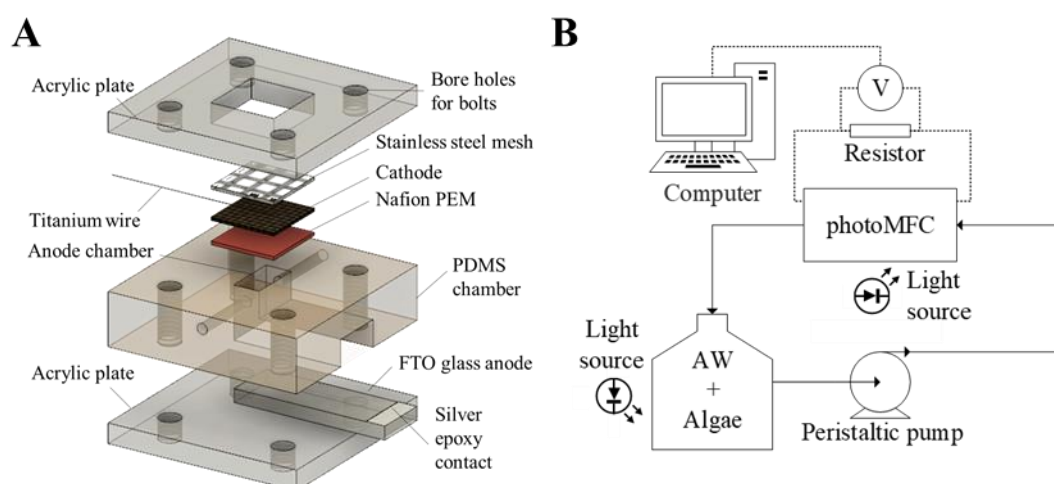 A
Acrylic plate
Bore holes
for bolts
Stainless steel mesh
Cathode
Nafion PEM
Titanium wire
Anode chamber
PDMS
chamber
Acrylic plate
FTO glass anode
Silver
epoxy
contact
B
V
Resistor
Computer
photoMFC
Light
source
Light
source
AW
+
Algae
Peristaltic pump